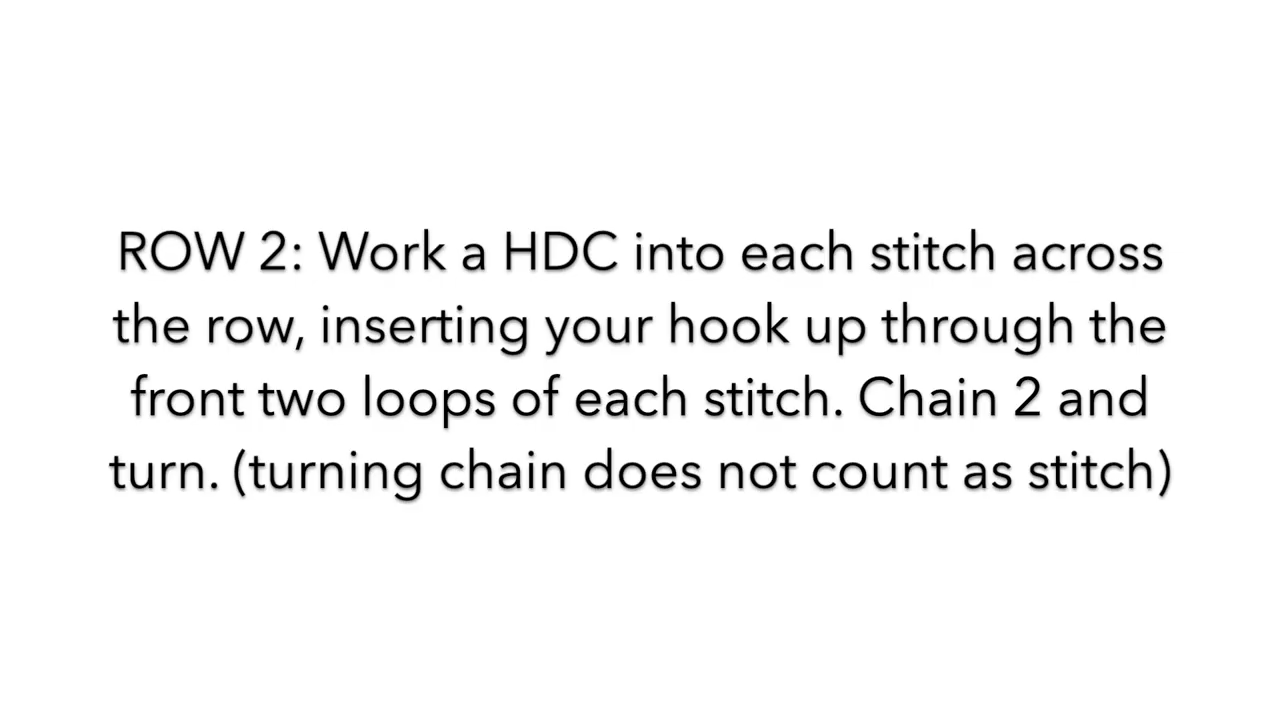 ROW 2: Work a HDC into each stitch across
the row, inserting your hook up through the
front two loops of each stitch. Chain 2 and
turn. (turning chain does not count as stitch)